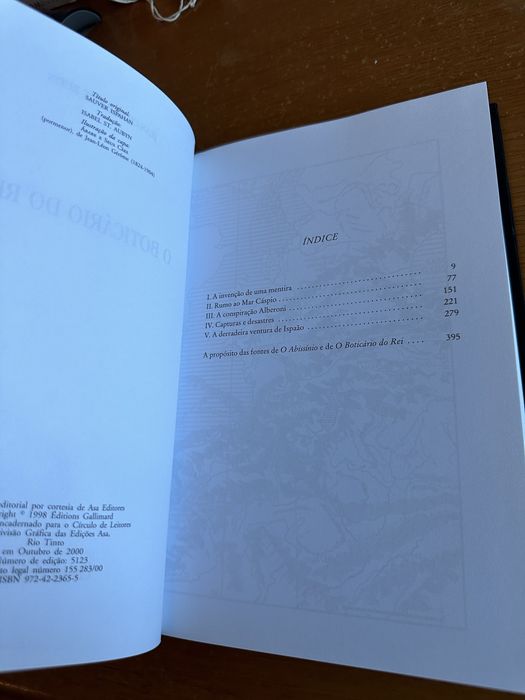 Título original:
SAUVER ISPAHAN
Tradução:
ISABEL ST. AUBYN
Ilustração da capa:
Árabe e Seus Cães
(pormenor), de Jean-Léon Gérôme (1824-1904)
O BOTICÁRIO DO RE
editorial por cortesia de Asa Editores
right © 1998 Éditions Gallimard
ncadernado para o Círculo de Leitores
ivisão Gráfica das Edições Asa.
Rio Tinto
em Outubro de 2000
úmero de edição: 5123
to legal número 155 283/00
ISBN 972-42-2365-5
ÍNDICE
I. A invenção de uma mentira . . . . . . . . . . . . . . . . . . . . . . . . . . 9
II. Rumo ao Mar Cáspio . . . . . . . . . . . . . . . . . . . . . . . . . . . . . . 77
III. A conspiração Alberoni . . . . . . . . . . . . . . . . . . . . . . . . . . . . 151
IV. Capturas e desastres . . . . . . . . . . . . . . . . . . . . . . . . . . . . . . 221
V. A derradeira ventura de Ispaão . . . . . . . . . . . . . . . . . . . . . . . 279
A propósito das fontes de O Abissínio e de O Boticário do Rei . . . . 395